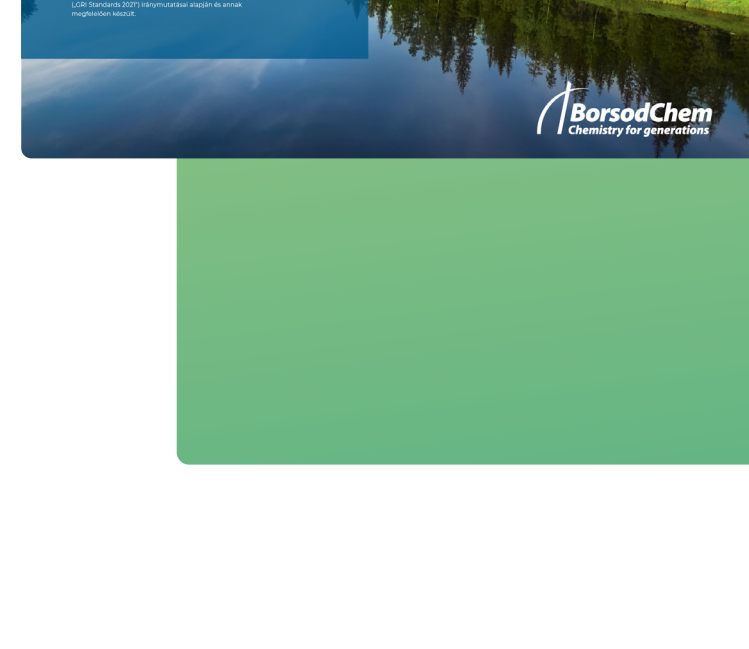 („GRI Standards 2021”) iránymutatásai alapján és annak
megfelelően készült.
BorsodChem
Chemistry for generations